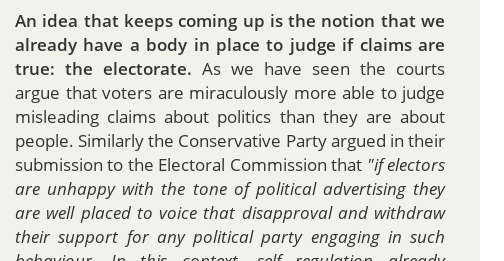 An idea that keeps coming up is the notion that we
already have a body in place to judge if claims are
true: the electorate. As we have seen the courts
argue that voters are miraculously more able to judge
misleading claims about politics than they are about
people. Similarly the Conservative Party argued in their
submission to the Electoral Commission that "if electors
are unhappy with the tone of political advertising they
are well placed to voice that disapproval and withdraw
their support for any political party engaging in such
behaviour. In this context, self regulation already